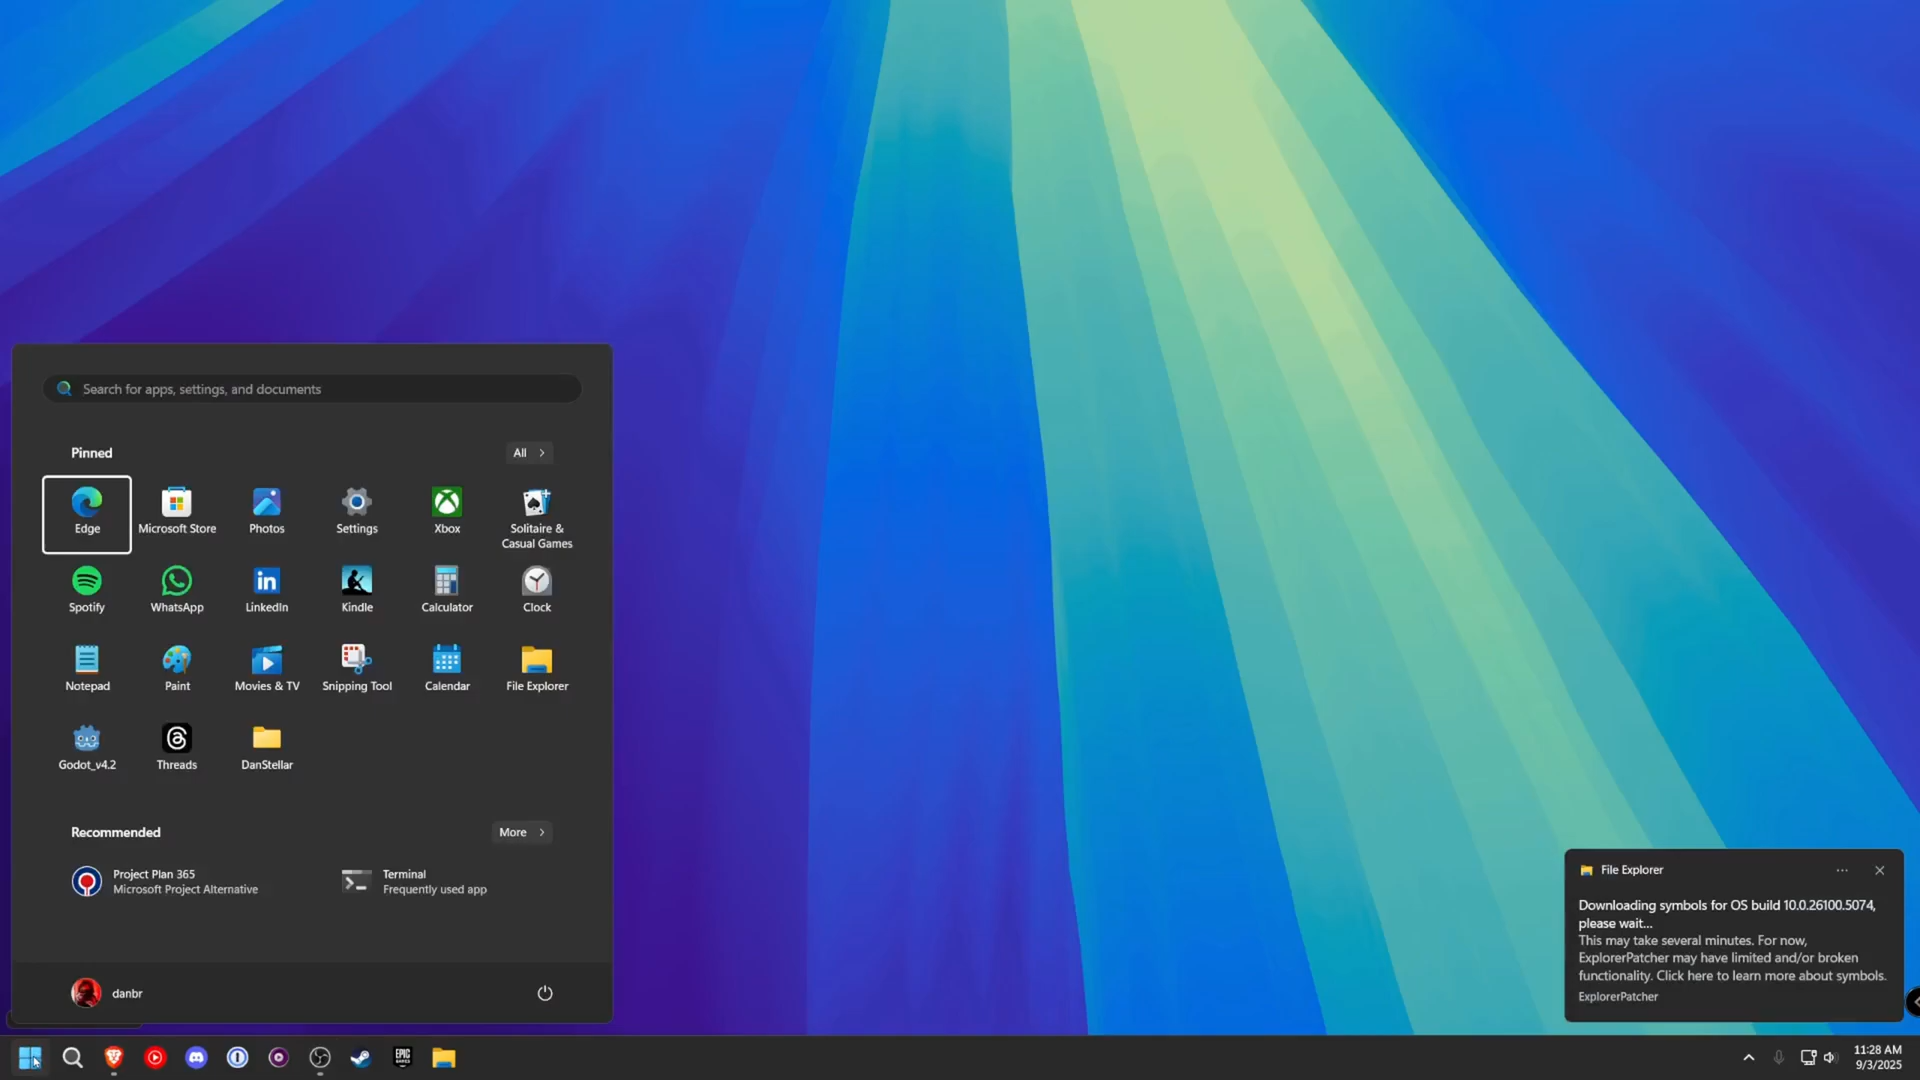 Search for apps, settings, and documents
Pinned
All
Edge
Microsoft Store
Photos
Settings
Xbox
Solitaire &
Casual Games
Spotify
WhatsApp
LinkedIn
Kindle
Calculator
Clock
Notepad
Paint
Movies & TV
Snipping Tool
Calendar
File Explorer
Godot_v4.2
Threads
DanStellar
Recommended
More
Project Plan 365
Microsoft Project Alternative
Terminal
Frequently used app
danbr
File Explorer
Downloading symbols for OS build 10.0.26100.5074,
please wait...
This may take several minutes. For now,
ExplorerPatcher may have limited and/or broken
functionality. Click here to learn more about symbols.
ExplorerPatcher
EPIC
GAMES
11:28 AM
9/3/2025